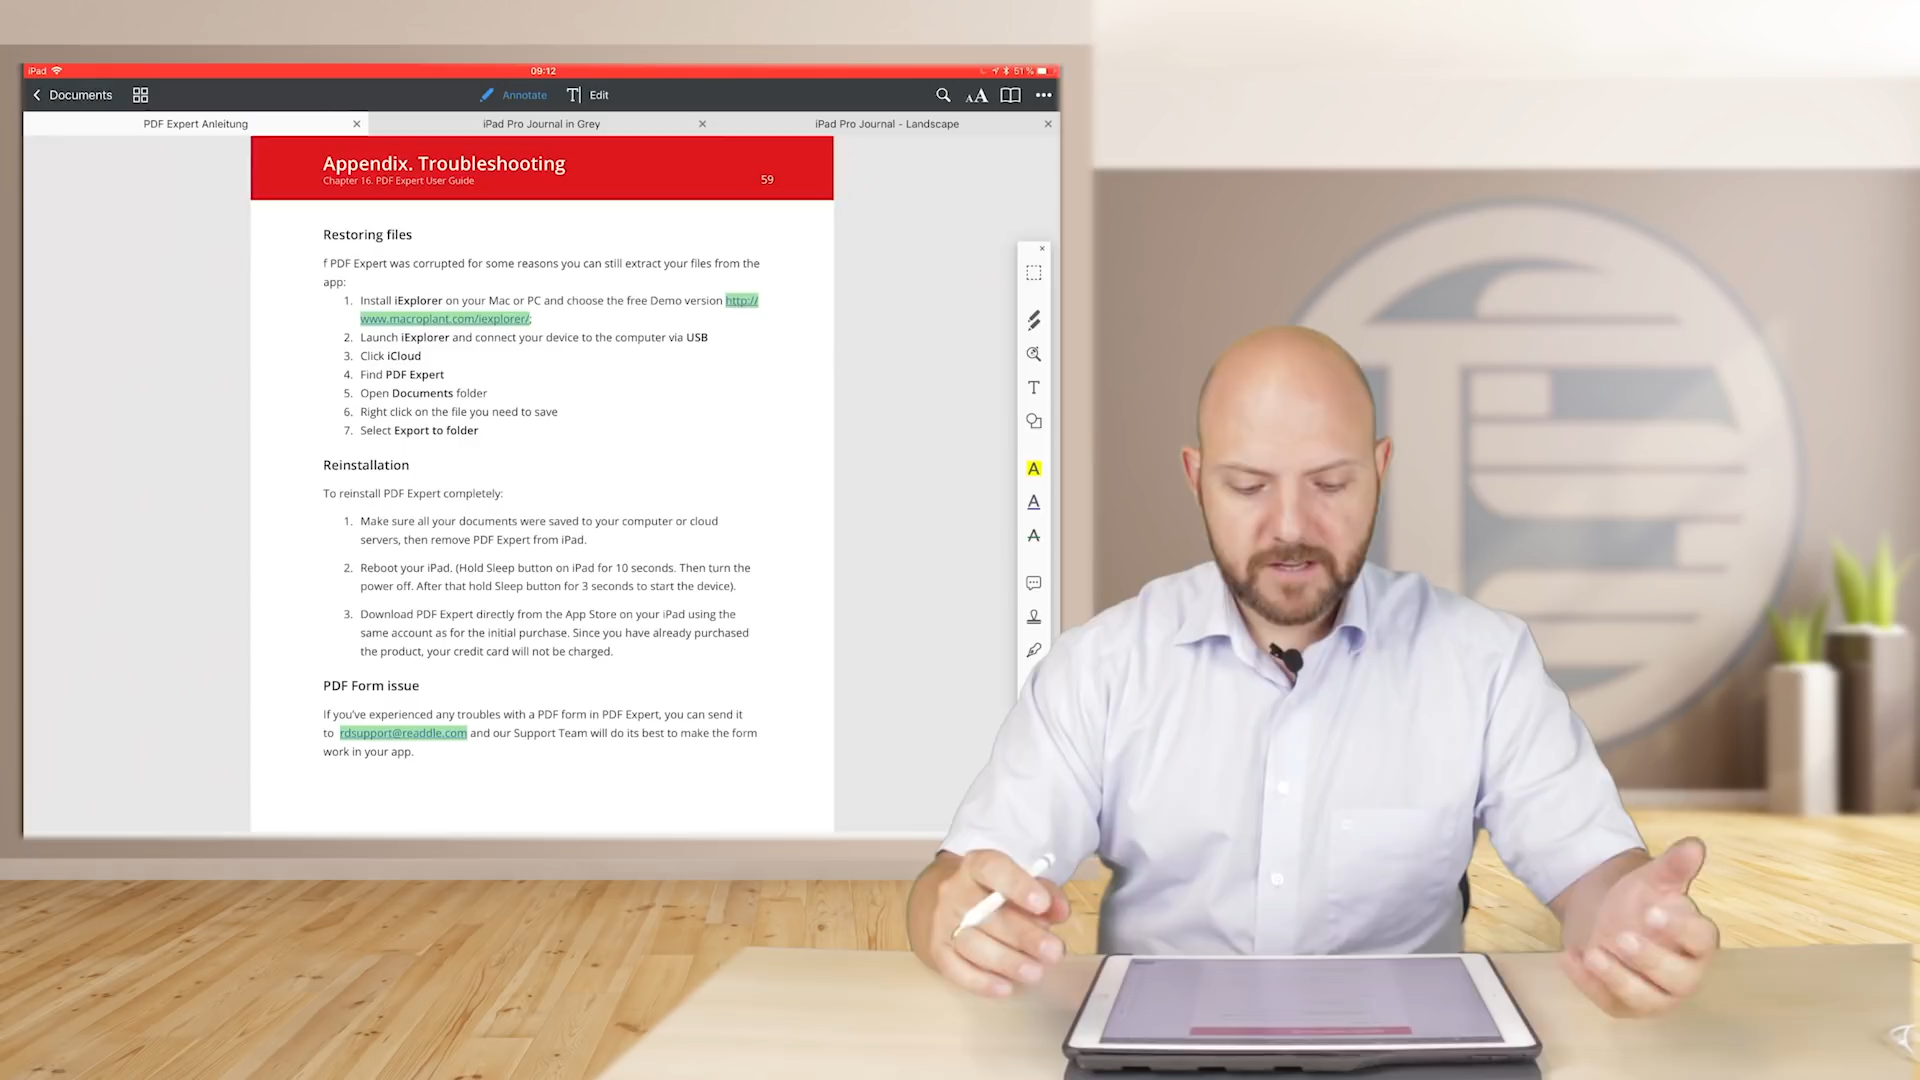 iPad 09:12 51 %
Documents Annotate T Edit AA
PDF Expert Anleitung iPad Pro Journal in Grey iPad Pro Journal - Landscape
Appendix. Troubleshooting
Chapter 16. PDF Expert User Guide 59
Restoring files
f PDF Expert was corrupted for some reasons you can still extract your files from the
app:
1. Install iExplorer on your Mac or PC and choose the free Demo version http://
www.macroplant.com/iexplorer/;
2. Launch iExplorer and connect your device to the computer via USB
3. Click iCloud
4. Find PDF Expert
5. Open Documents folder
6. Right click on the file you need to save
7. Select Export to folder
Reinstallation
To reinstall PDF Expert completely:
1. Make sure all your documents were saved to your computer or cloud
servers, then remove PDF Expert from iPad.
2. Reboot your iPad. (Hold Sleep button on iPad for 10 seconds. Then turn the
power off. After that hold Sleep button for 3 seconds to start the device).
3. Download PDF Expert directly from the App Store on your iPad using the
same account as for the initial purchase. Since you have already purchased
the product, your credit card will not be charged.
PDF Form issue
If you’ve experienced any troubles with a PDF form in PDF Expert, you can send it
to rdsupport@readdle.com and our Support Team will do its best to make the form
work in your app.
T
A
A
A